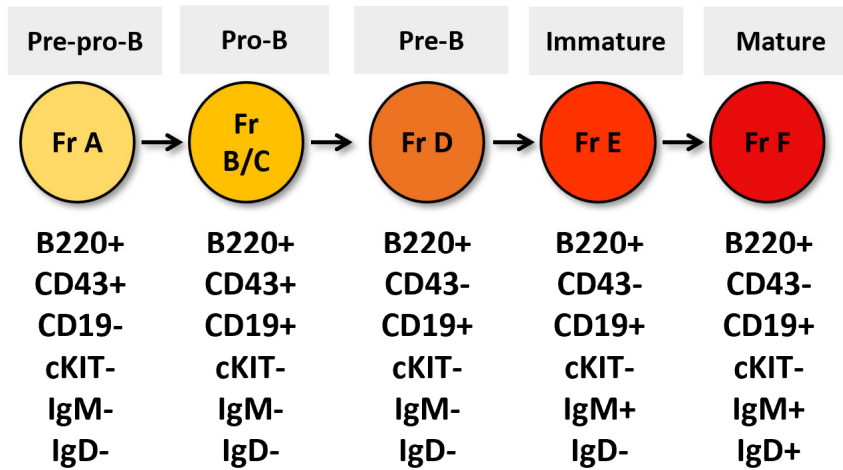 Pre-pro-B
Pro-B
Pre-B
Immature
Mature
Fr A
Fr
B/C
Fr D
Fr E
Fr F
B220+
CD43+
CD19-
cKIT-
IgM-
IgD-
B220+
CD43+
CD19+
cKIT-
IgM-
IgD-
B220+
CD43-
CD19+
cKIT-
IgM-
IgD-
B220+
CD43-
CD19+
cKIT-
IgM+
IgD-
B220+
CD43-
CD19+
cKIT-
IgM+
IgD+